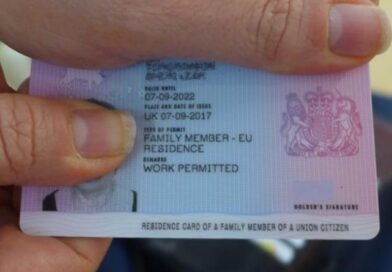 VALID UNTIL
07-09-2022
PLACE AND DATE OF ISSUE
UK 07-09-2017
TYPE OF PERMIT
FAMILY MEMBER - EU
RESIDENCE
REMARKS
WORK PERMITTED
HOLDER'S SIGNATURE
RESIDENCE CARD OF A FAMILY MEMBER OF A UNION CITIZEN